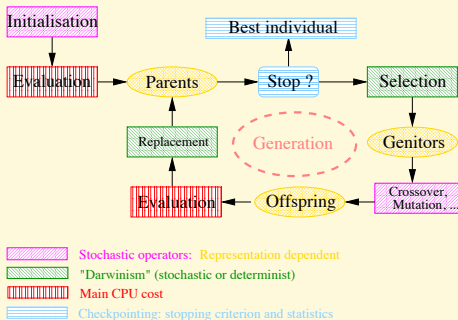 Initialisation
Best individual
Evaluation
Parents
Stop ?
Selection
Replacement
Generation
Genitors
Evaluation
Offspring
Crossover,
Mutation, ...
Stochastic operators: Representation dependent
"Darwinism" (stochastic or determinist)
Main CPU cost
Checkpointing: stopping criterion and statistics